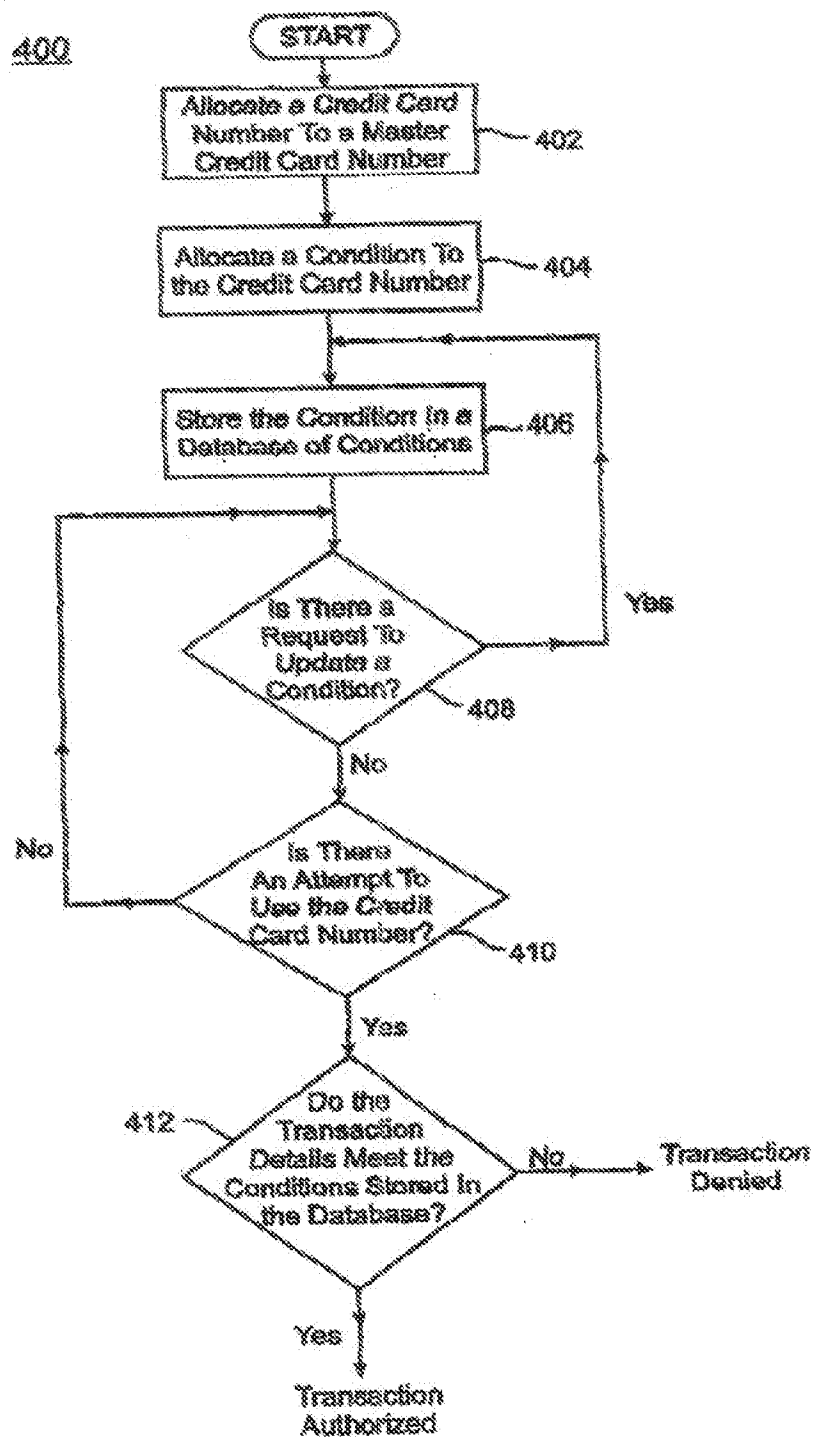 400
START
Allocate a Credit Card
Number To a Master
Credit Card Number
402
Allocate a Condition To
the Credit Card Number
404
Store the Condition In a
Database of Conditions
406
Is There a
Request To
Update a
Condition?
408
Yes
No
Is There
An Attempt To
Use the Credit
Card Number?
410
No
Yes
412
Do the
Transaction
Details Meet the
Conditions Stored In
the Database?
No
Transaction
Denied
Yes
Transaction
Authorized